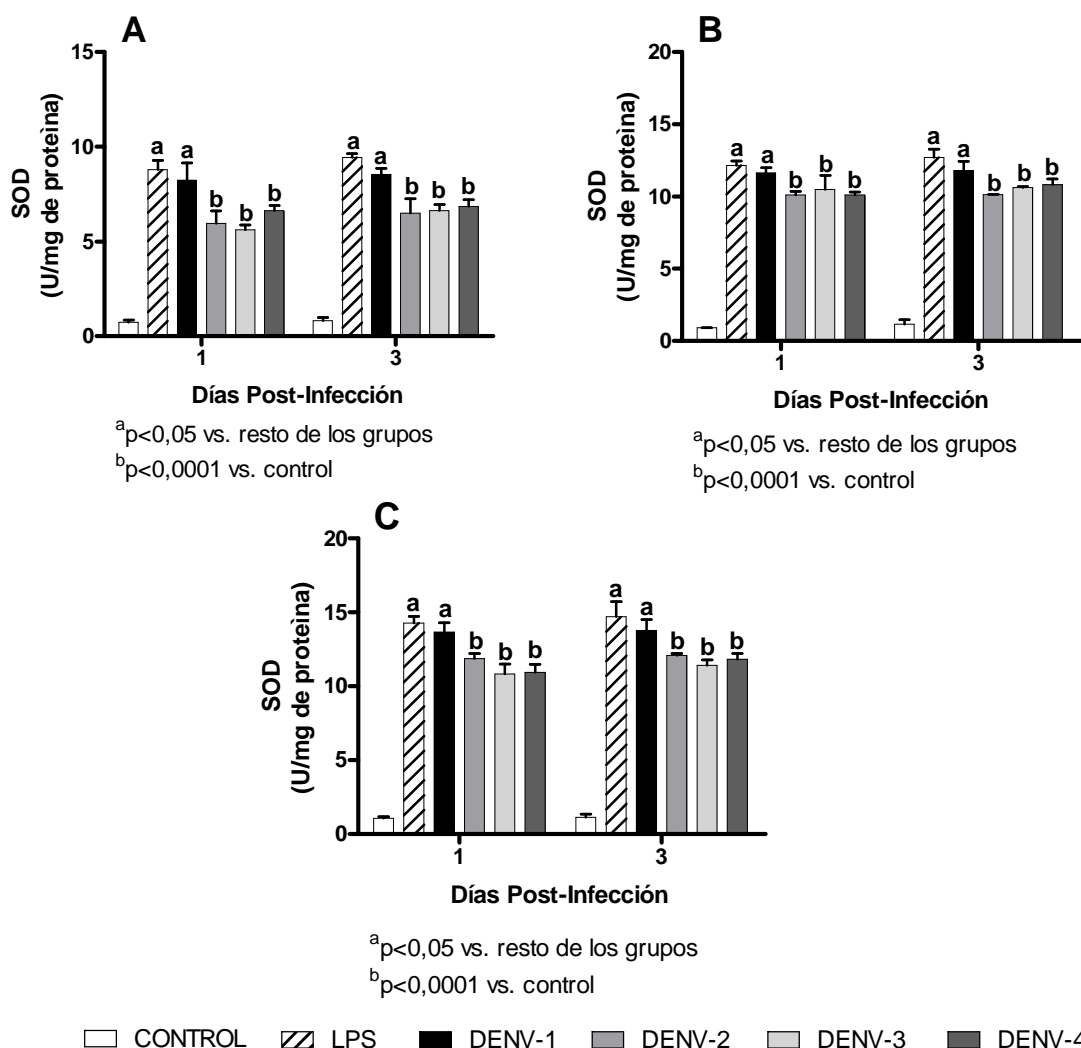 A
15
10
5
0
SOD
(U/mg de protèina)
a a b b b
a a b b b
1 3
Días Post-Infección
ap<0,05 vs. resto de los grupos
bp<0,0001 vs. control
B
20
15
10
5
0
SOD
(U/mg de protèina)
a a b b b
a a b b b
1 3
Días Post-Infección
ap<0,05 vs. resto de los grupos
bp<0,0001 vs. control
C
20
15
10
5
0
SOD
(U/mg de protèina)
a a b b b
a a b b b
1 3
Días Post-Infección
ap<0,05 vs. resto de los grupos
bp<0,0001 vs. control
CONTROL LPS DENV-1 DENV-2 DENV-3 DENV-4